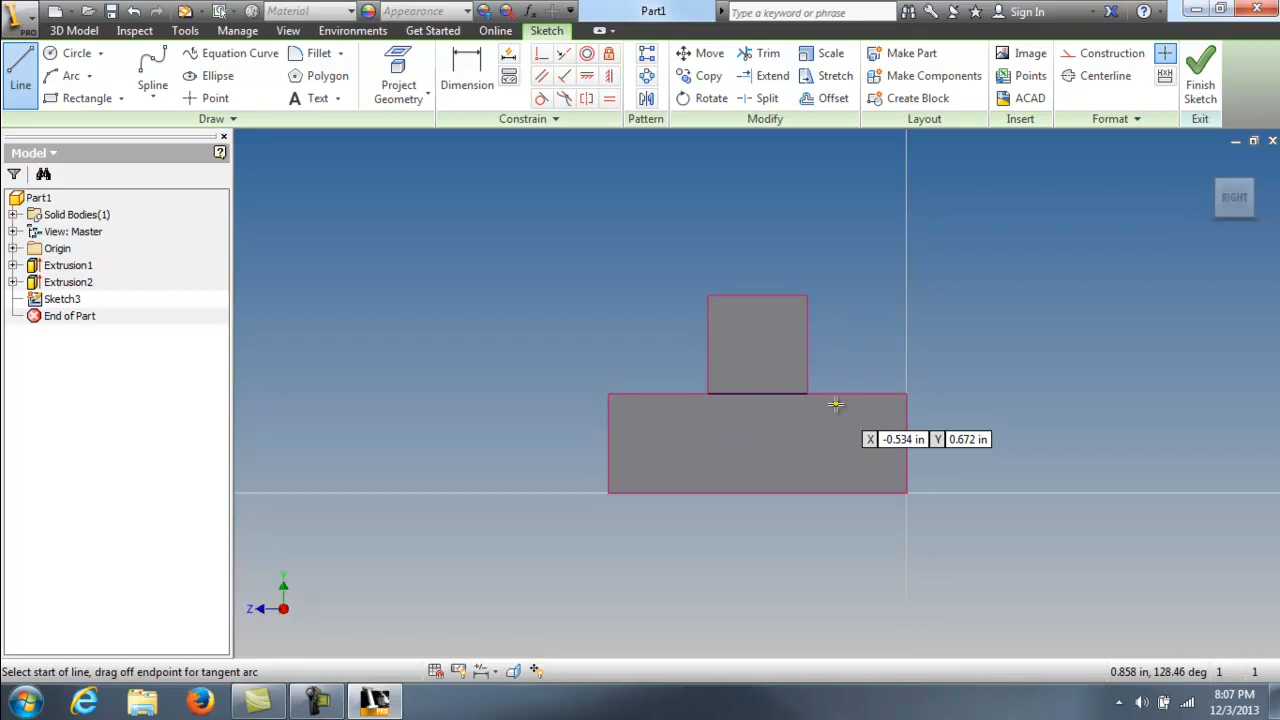 PRO
Material
Appearance
Part1
Type a keyword or phrase
Sign In
3D Model
Inspect
Tools
Manage
View
Environments
Get Started
Online
Sketch
Line
Circle
Arc
Rectangle
Spline
Equation Curve
Ellipse
Point
Fillet
Polygon
Text
Project
Geometry
Dimension
Move
Copy
Rotate
Trim
Extend
Split
Scale
Stretch
Offset
Make Part
Make Components
Create Block
Image
Points
ACAD
Construction
Centerline
Finish
Sketch
Draw
Constrain
Pattern
Modify
Layout
Insert
Format
Exit
Model
Part1
Solid Bodies(1)
View: Master
Origin
Extrusion1
Extrusion2
Sketch3
End of Part
RIGHT
X -0.534 in Y 0.672 in
Y
Z
Select start of line, drag off endpoint for tangent arc
0.858 in, 128.46 deg 1 1
8:07 PM
12/3/2013